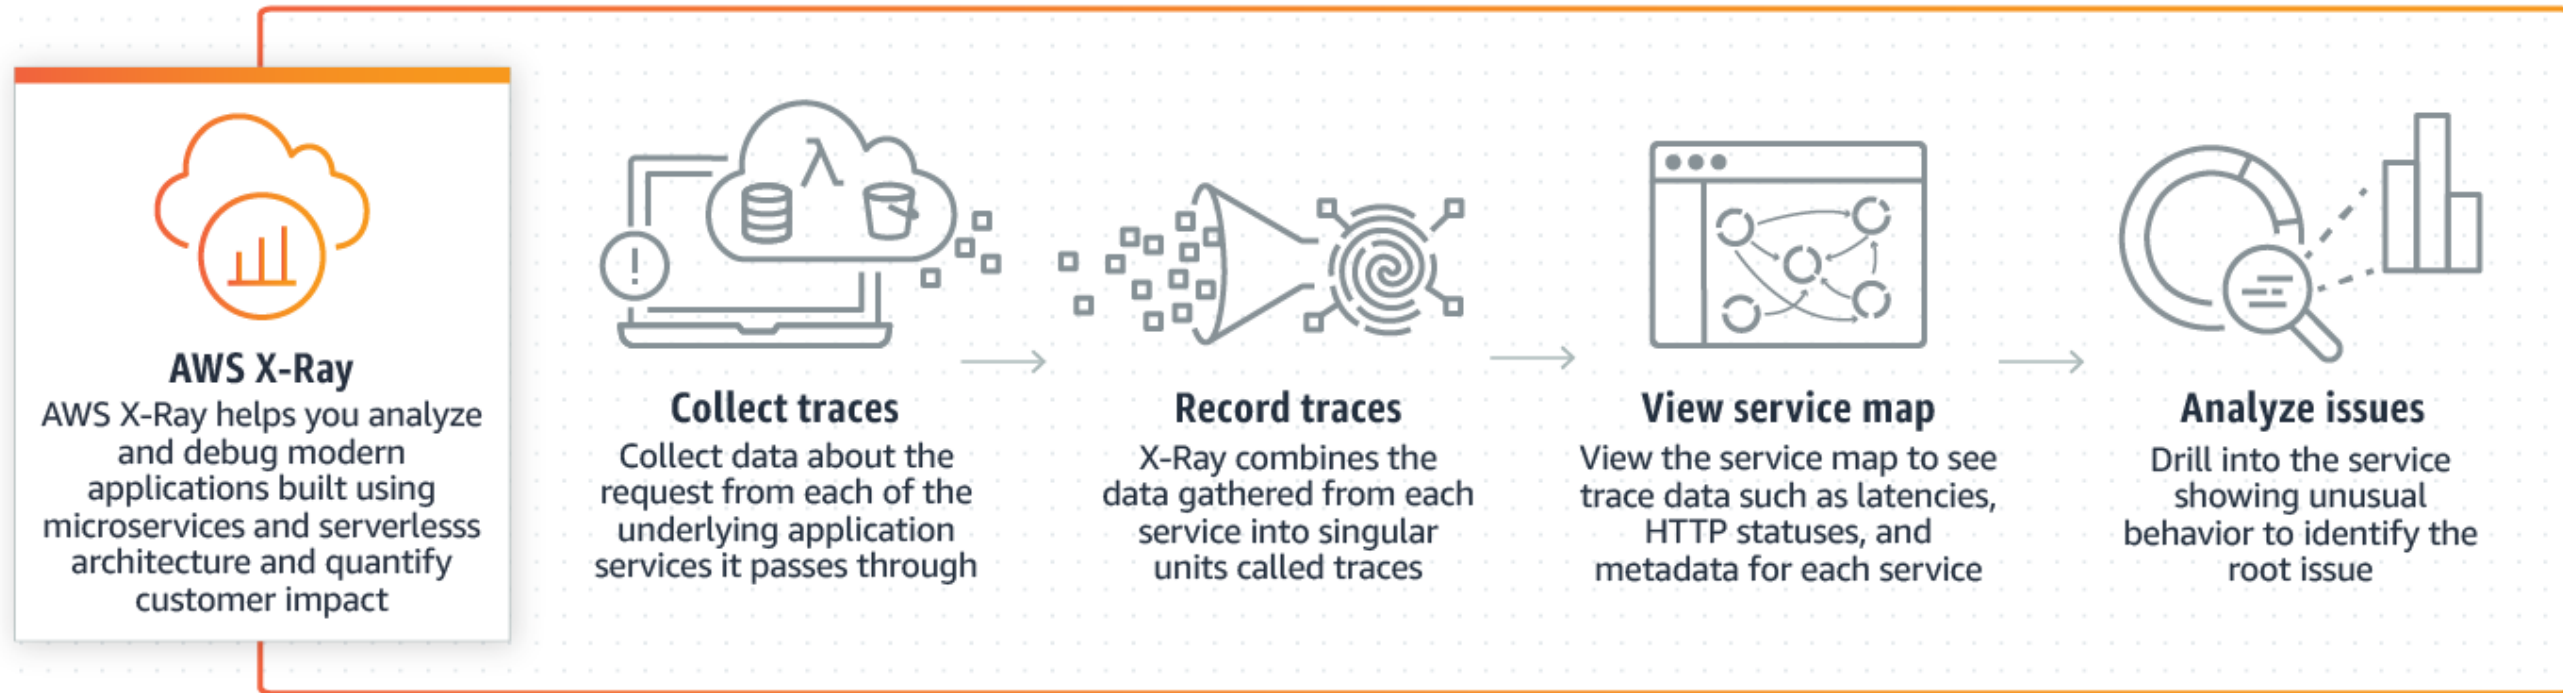 AWS X-Ray
AWS X-Ray helps you analyze
and debug modern
applications built using
microservices and serverlesss
architecture and quantify
customer impact
Collect traces
Collect data about the
request from each of the
underlying application
services it passes through
Record traces
X-Ray combines the
data gathered from each
service into singular
units called traces
View service map
View the service map to see
trace data such as latencies,
HTTP statuses, and
metadata for each service
Analyze issues
Drill into the service
showing unusual
behavior to identify the
root issue